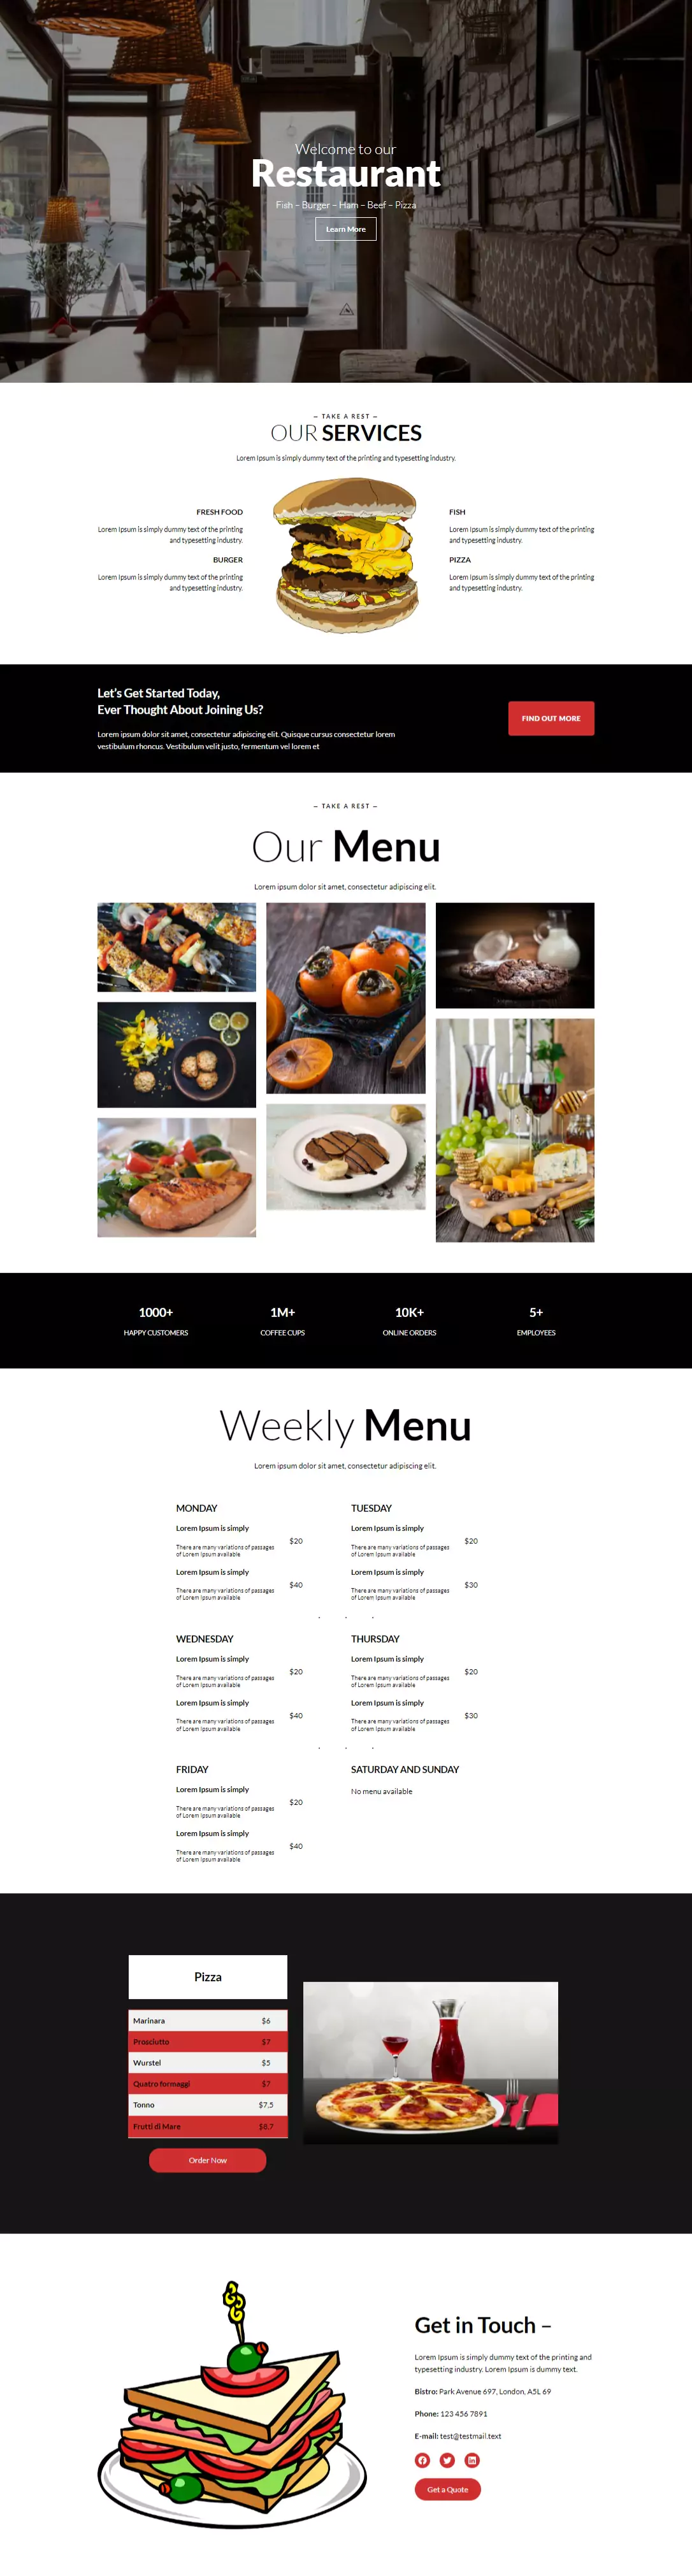 Welcome to our
Restaurant
Fish – Burger – Ham – Beef – Pizza
Learn More
— TAKE A REST —
OUR SERVICES
Lorem Ipsum is simply dummy text of the printing and typesetting industry.
FRESH FOOD
Lorem Ipsum is simply dummy text of the printing
and typesetting industry.
BURGER
Lorem Ipsum is simply dummy text of the printing
and typesetting industry.
FISH
Lorem Ipsum is simply dummy text of the printing
and typesetting industry.
PIZZA
Lorem Ipsum is simply dummy text of the printing
and typesetting industry.
Let's Get Started Today,
Ever Thought About Joining Us?
Lorem ipsum dolor sit amet, consectetur adipiscing elit. Quisque cursus consectetur lorem
vestibulum rhoncus. Vestibulum velit justo, fermentum vel lorem et
FIND OUT MORE
— TAKE A REST —
Our Menu
Lorem ipsum dolor sit amet, consectetur adipiscing elit.
1000+
HAPPY CUSTOMERS
1M+
COFFEE CUPS
10K+
ONLINE ORDERS
5+
EMPLOYEES
Weekly Menu
Lorem ipsum dolor sit amet, consectetur adipiscing elit.
MONDAY
Lorem Ipsum is simply
There are many variations of passages
of Lorem Ipsum available
$20
Lorem Ipsum is simply
There are many variations of passages
of Lorem Ipsum available
$40
TUESDAY
Lorem Ipsum is simply
There are many variations of passages
of Lorem Ipsum available
$20
Lorem Ipsum is simply
There are many variations of passages
of Lorem Ipsum available
$30
WEDNESDAY
Lorem Ipsum is simply
There are many variations of passages
of Lorem Ipsum available
$20
Lorem Ipsum is simply
There are many variations of passages
of Lorem Ipsum available
$40
THURSDAY
Lorem Ipsum is simply
There are many variations of passages
of Lorem Ipsum available
$20
Lorem Ipsum is simply
There are many variations of passages
of Lorem Ipsum available
$30
FRIDAY
Lorem Ipsum is simply
There are many variations of passages
of Lorem Ipsum available
$20
Lorem Ipsum is simply
There are many variations of passages
of Lorem Ipsum available
$40
SATURDAY AND SUNDAY
No menu available
Pizza
Marinara $6
Prosciutto $7
Wurstel $5
Quatro formaggi $7
Tonno $7,5
Frutti di Mare $8,7
Order Now
Get in Touch –
Lorem Ipsum is simply dummy text of the printing and
typesetting industry. Lorem Ipsum is dummy text.
Bistro: Park Avenue 697, London, A5L 69
Phone: 123 456 7891
E-mail: test@testmail.text
Get a Quote